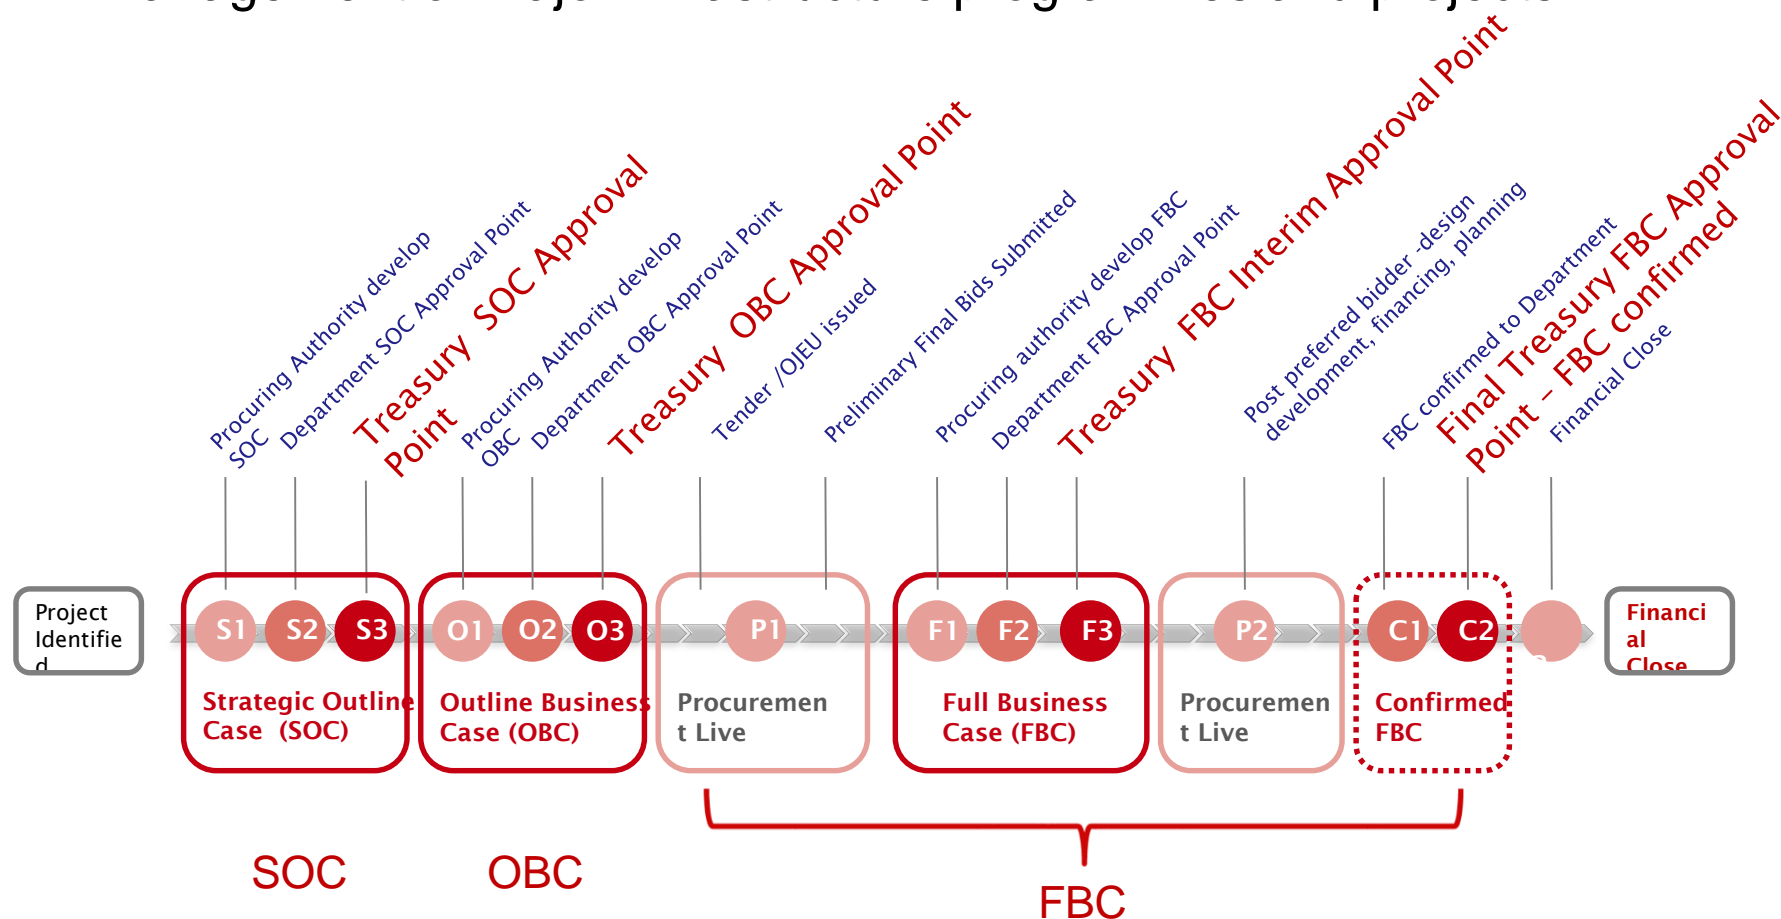 Procuring Authority develop
SOC
Department SOC Approval Point
Treasury SOC Approval
Point
Procuring Authority develop
OBC
Department OBC Approval Point
Treasury OBC Approval Point
Tender /OJEU issued
Preliminary Final Bids Submitted
Procuring authority develop FBC
Department FBC Approval Point
Treasury FBC Interim Approval Point
Post preferred bidder -design
development, financing, planning
FBC confirmed to Department
Final Treasury FBC Approval
Point – FBC confirmed
Financial Close
Project
Identifie
d
S1
S2
S3
O1
O2
O3
P1
F1
F2
F3
P2
C1
C2
Financi
al
Close
Strategic Outline
Case (SOC)
Outline Business
Case (OBC)
Procuremen
t Live
Full Business
Case (FBC)
Procuremen
t Live
Confirmed
FBC
SOC
OBC
FBC